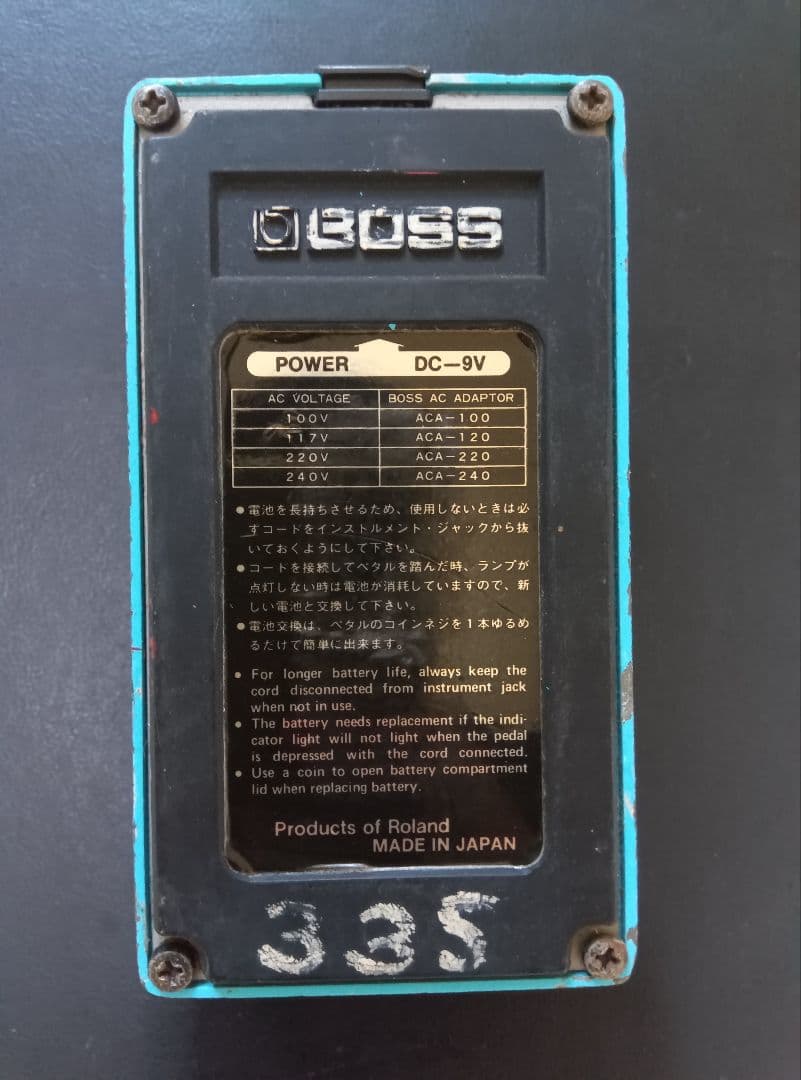 BOSS
POWER DC-9V
AC VOLTAGE BOSS AC ADAPTOR
100V ACA-100
117V ACA-120
220V ACA-220
240V ACA-240
●電池を長持ちさせるため、使用しないときは必
ずコードをインストルメント・ジャックから抜
いておくようにして下さい。
●コードを接続してペタルを踏んだ時、ランプが
点灯しない時は電池が消耗していますので、新
しい電池と交換して下さい。
●電池交換は、ペタルのコインネジを1本ゆるめ
るだけで簡単に出来ます。
● For longer battery life, always keep the
cord disconnected from instrument jack
when not in use.
● The battery needs replacement if the indi-
cator light will not light when the pedal
is depressed with the cord connected.
● Use a coin to open battery compartment
lid when replacing battery.
Products of Roland
MADE IN JAPAN
335